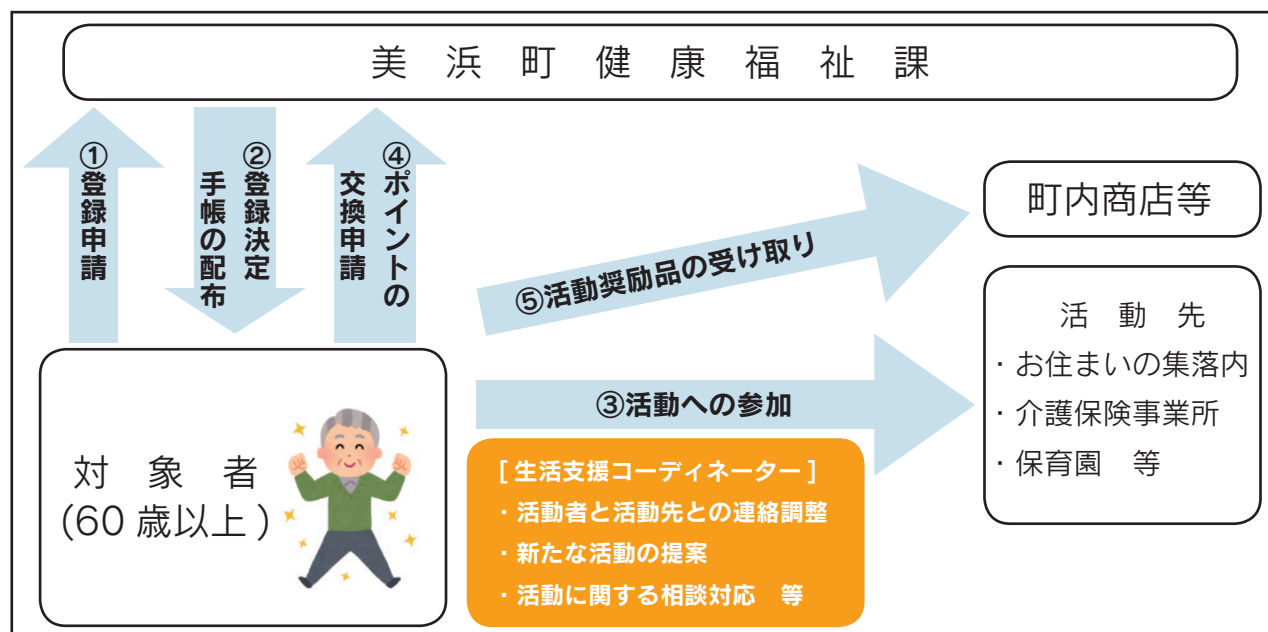 美浜町健康福祉課
①登録申請
②登録決定
手帳の配布
④ポイントの
交換申請
⑤活動奨励品の受け取り
町内商店等
③活動への参加
活動先
・お住まいの集落内
・介護保険事業所
・保育園　等
対象者
(60 歳以上 )
[ 生活支援コーディネーター ]
・活動者と活動先との連絡調整
・新たな活動の提案
・活動に関する相談対応　等